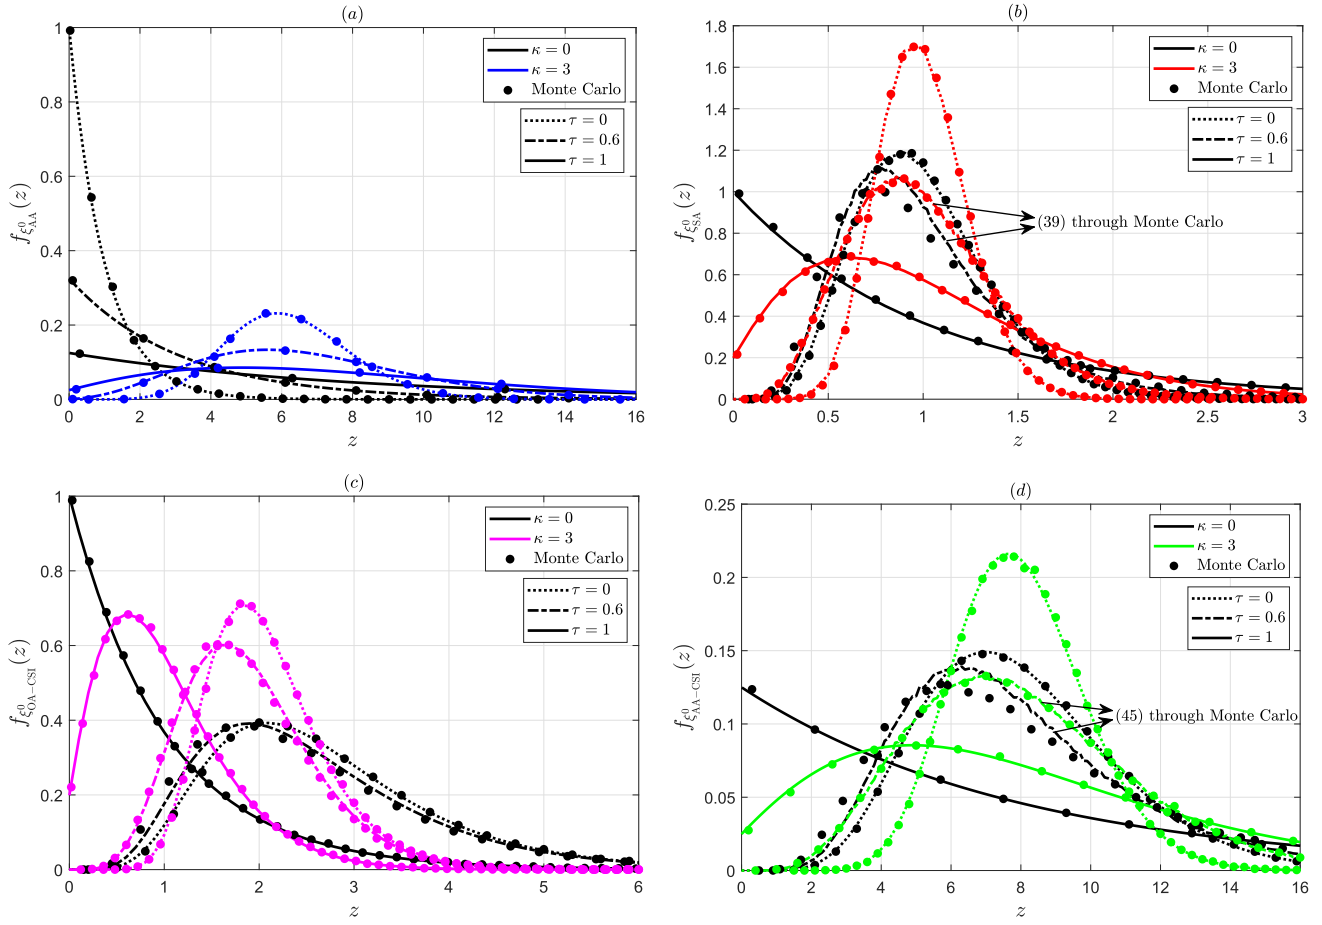 (a)
1
0.8
0.6
0.4
0.2
0
0 2 4 6 8 10 12 14 16
z
f_{ξ^0_{AA}}(z)
κ = 0
κ = 3
Monte Carlo
τ = 0
τ = 0.6
τ = 1
(b)
1.8
1.6
1.4
1.2
1
0.8
0.6
0.4
0.2
0
0 0.5 1 1.5 2 2.5 3
z
f_{ξ^0_{SA}}(z)
κ = 0
κ = 3
Monte Carlo
τ = 0
τ = 0.6
τ = 1
(39) through Monte Carlo
(c)
1
0.8
0.6
0.4
0.2
0
0 1 2 3 4 5 6
z
f_{ξ^0_{OA−CSI}}(z)
κ = 0
κ = 3
Monte Carlo
τ = 0
τ = 0.6
τ = 1
(d)
0.25
0.2
0.15
0.1
0.05
0
0 2 4 6 8 10 12 14 16
z
f_{ξ^0_{AA−CSI}}(z)
κ = 0
κ = 3
Monte Carlo
τ = 0
τ = 0.6
τ = 1
(45) through Monte Carlo